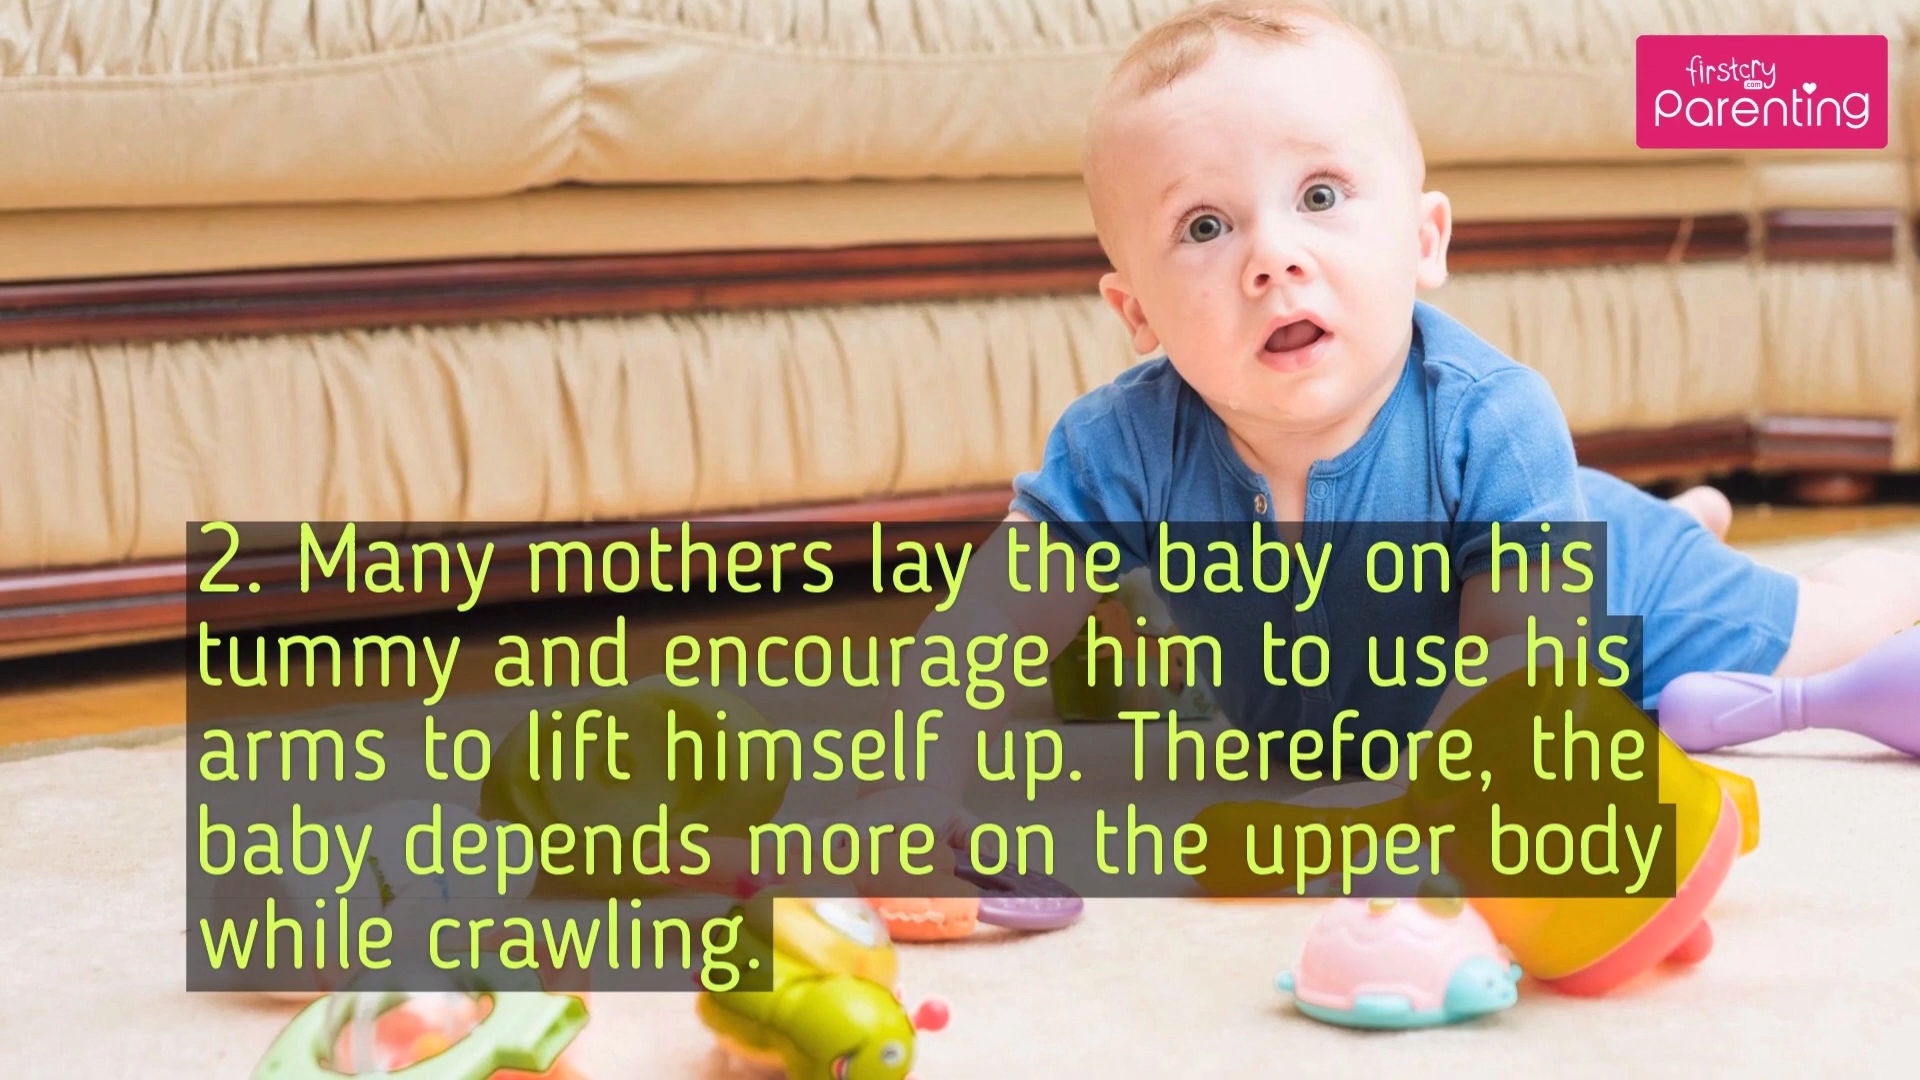 firstcry
.com
Parenting
2. Many mothers lay the baby on his
tummy and encourage him to use his
arms to lift himself up. Therefore, the
baby depends more on the upper body
while crawling.